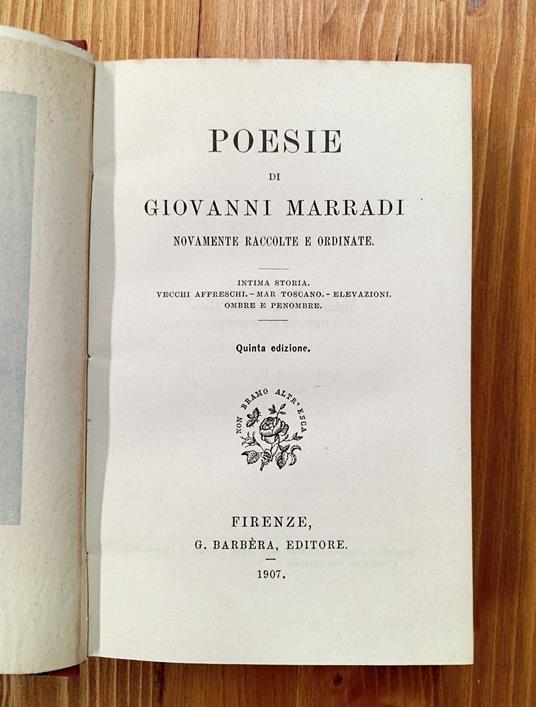 POESIE
DI
GIOVANNI MARRADI
NOVAMENTE RACCOLTE E ORDINATE.
INTIMA STORIA.
VECCHI AFFRESCHI.-MAR TOSCANO.-ELEVAZIONI.
OMBRE E PENOMBRE.
Quinta edizione.
NON BRAMO ALTR'ESCA
FIRENZE,
G. BARBÈRA, EDITORE.
1907.